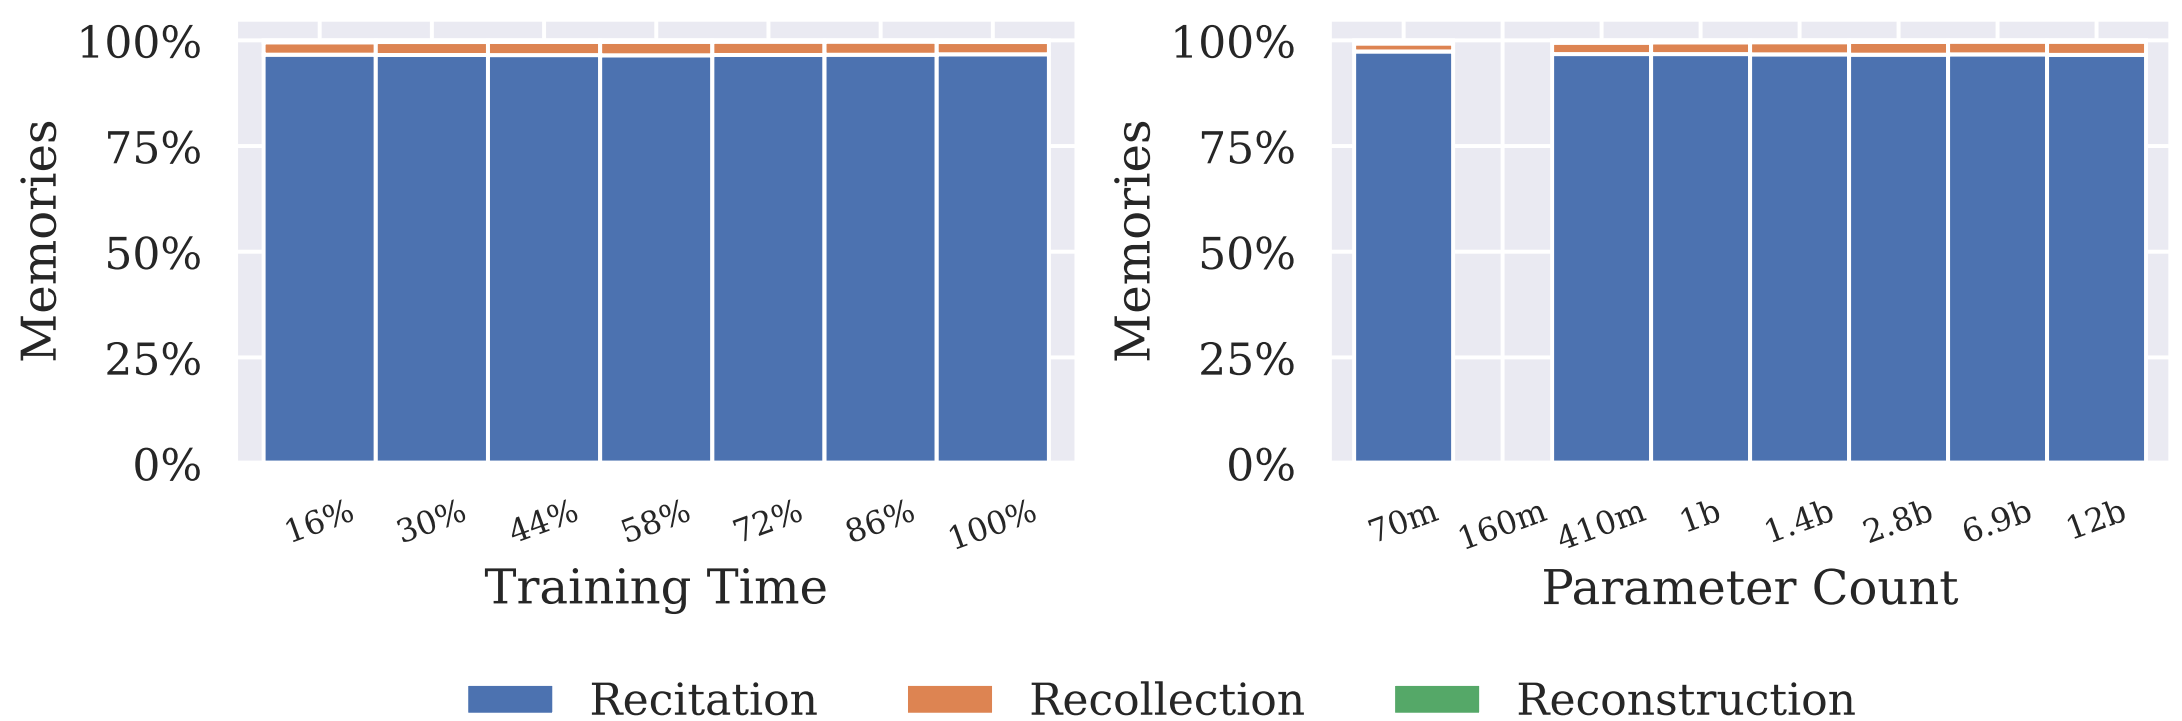 Memories
100%
75%
50%
25%
0%
16% 30% 44% 58% 72% 86% 100%
Training Time
Memories
100%
75%
50%
25%
0%
70m 160m 410m 1b 1.4b 2.8b 6.9b 12b
Parameter Count
Recitation Recollection Reconstruction